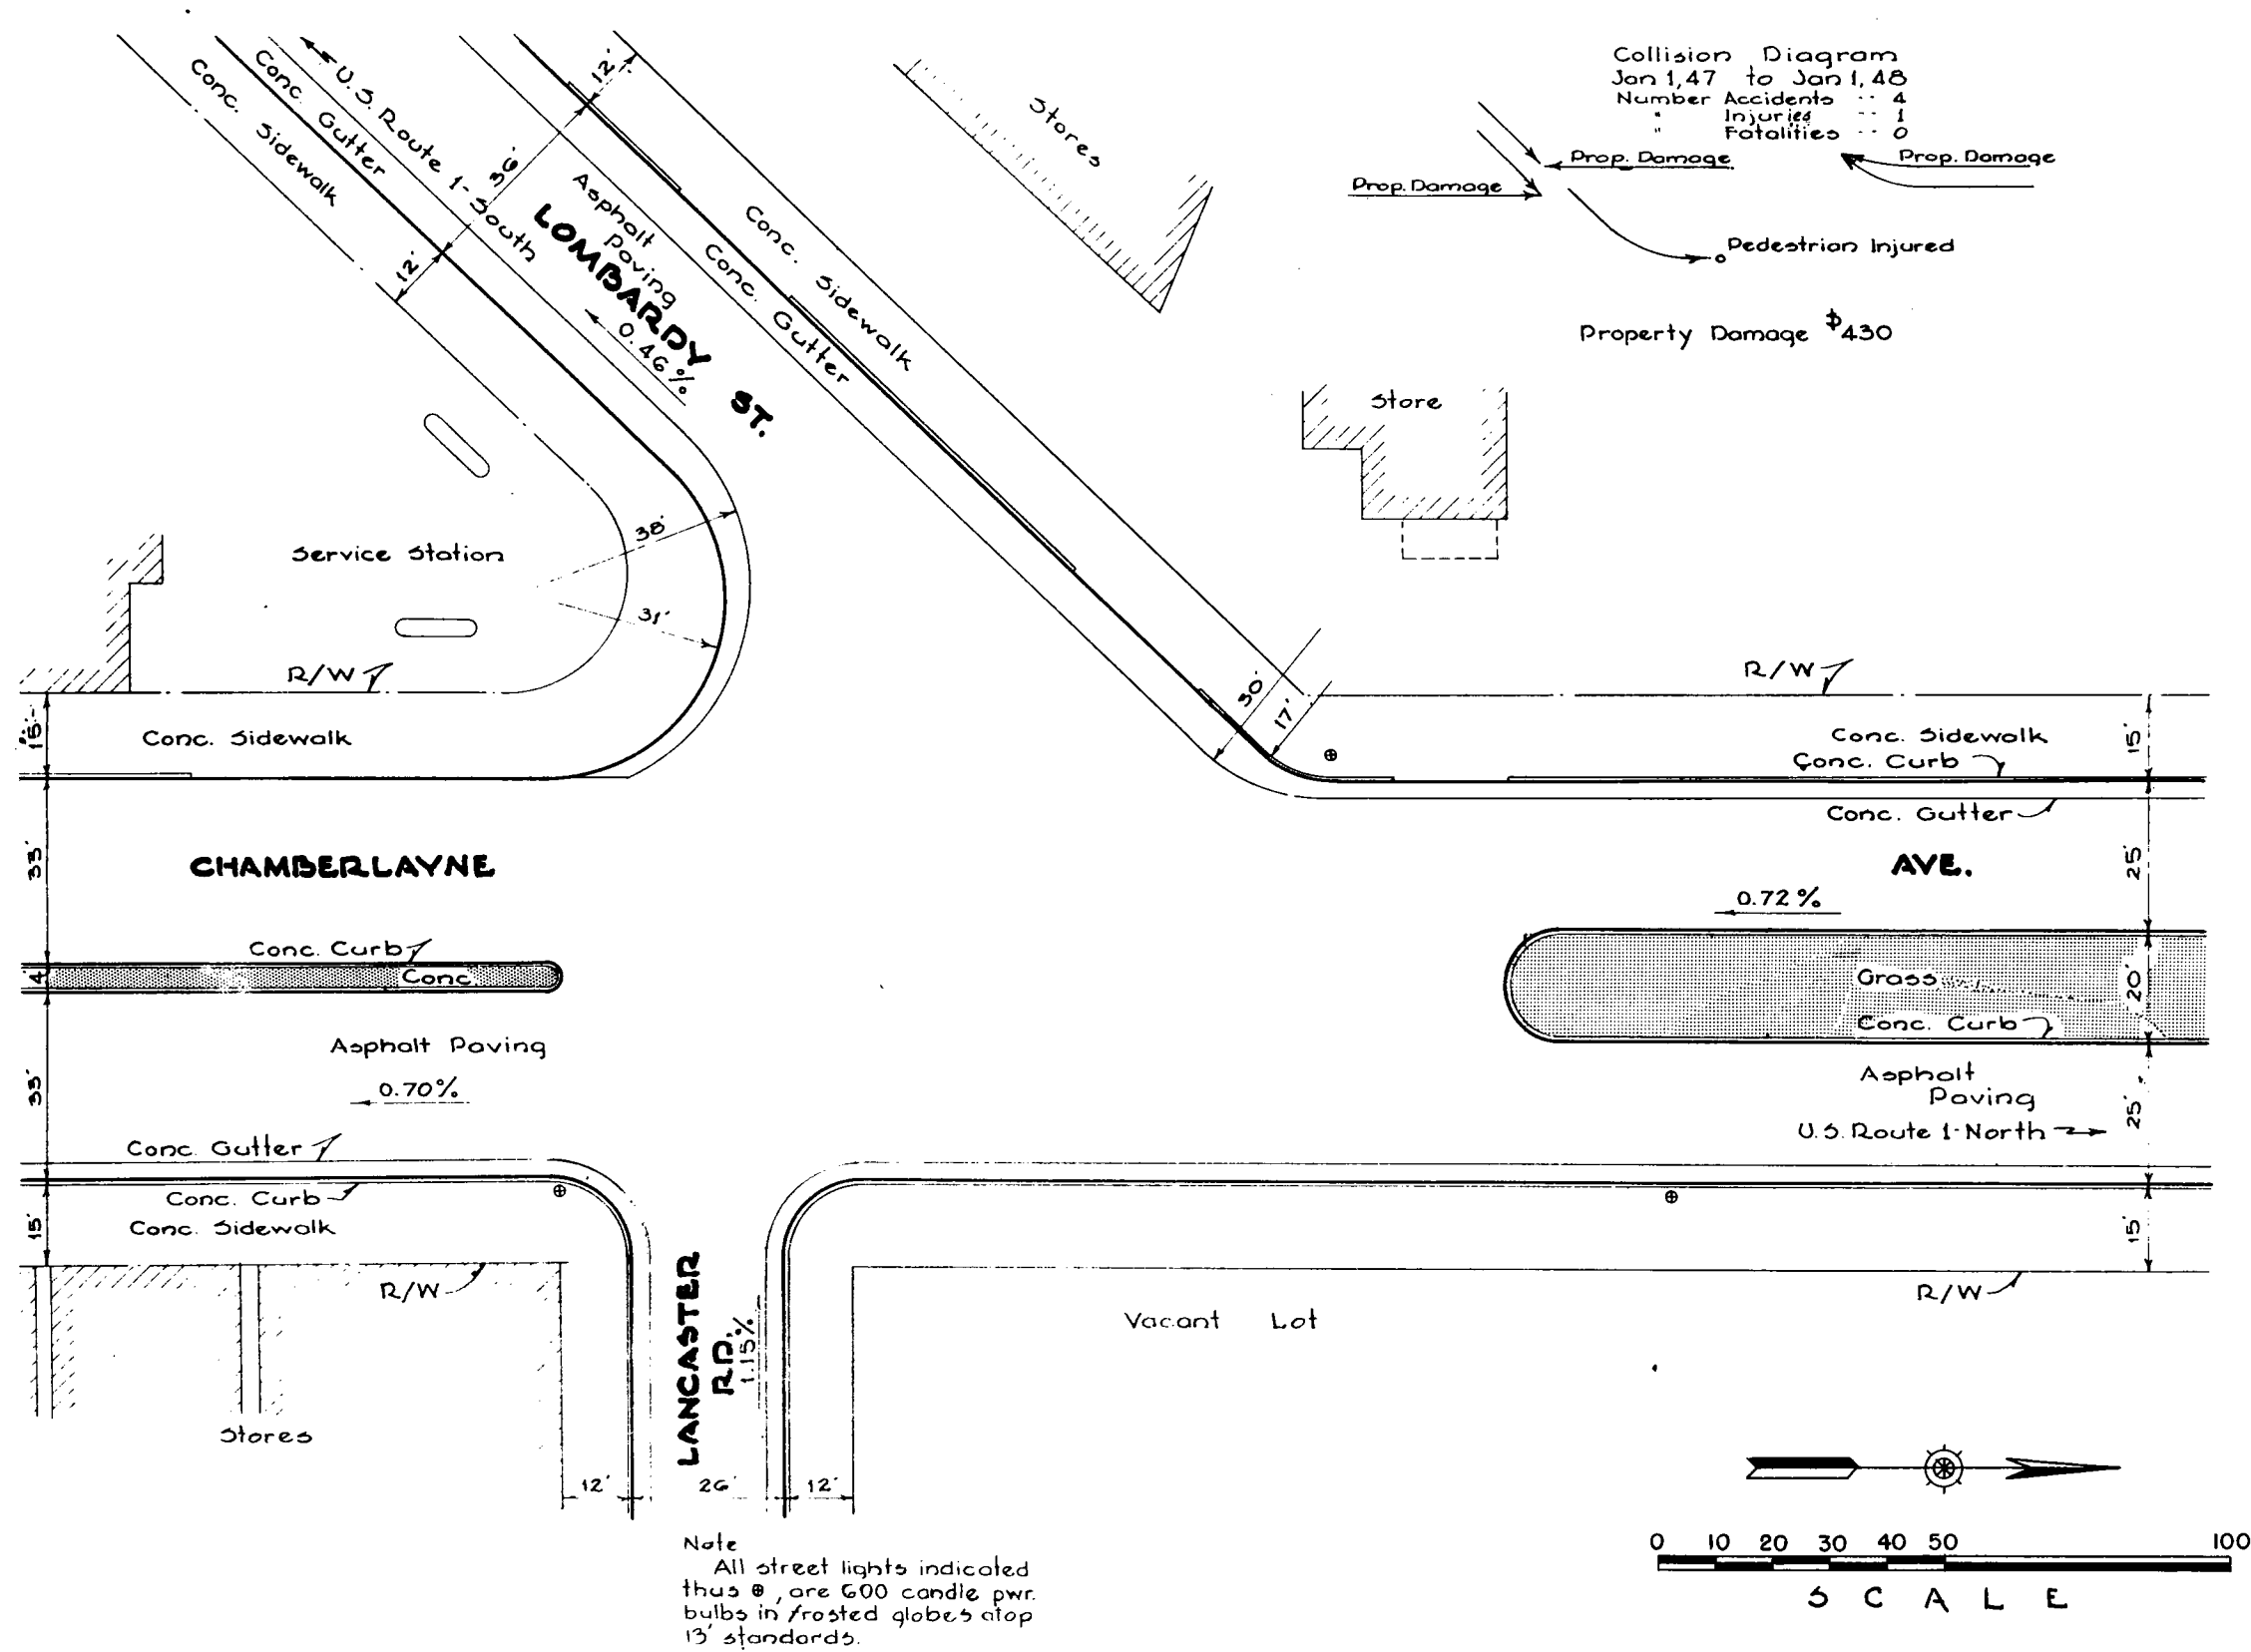 Collision Diagram
Jan 1, 47 to Jan 1, 48
Number Accidents -- 4
" Injuries -- 1
" Fatalities -- 0
Prop. Damage
Prop. Damage
Prop. Damage
Pedestrian Injured
Property Damage $430
Conc. Sidewalk
Conc. Gutter
U.S. Route 1-South
12'
36'
12'
Asphalt
Paving
LOMBARDY ST.
0.46%
Conc. Sidewalk
Conc. Gutter
Stores
Store
Service Station
38'
31'
R/W
15'
Conc. Sidewalk
30'
17'
R/W
Conc. Sidewalk
Conc. Curb
15'
Conc. Gutter
33'
CHAMBERLAYNE
AVE.
25'
0.72%
Conc. Curb
4'
Conc.
Grass
20'
Conc. Curb
Asphalt Paving
0.70%
33'
Asphalt
Paving
25'
U.S. Route 1-North
Conc. Gutter
Conc. Curb
Conc. Sidewalk
15'
15'
R/W
R/W
LANCASTER
RD.
1.15%
Vacant Lot
Stores
12'
26'
12'
Note
All street lights indicated
thus ⊕, are 600 candle pwr.
bulbs in frosted globes atop
13' standards.
0 10 20 30 40 50 100
SCALE